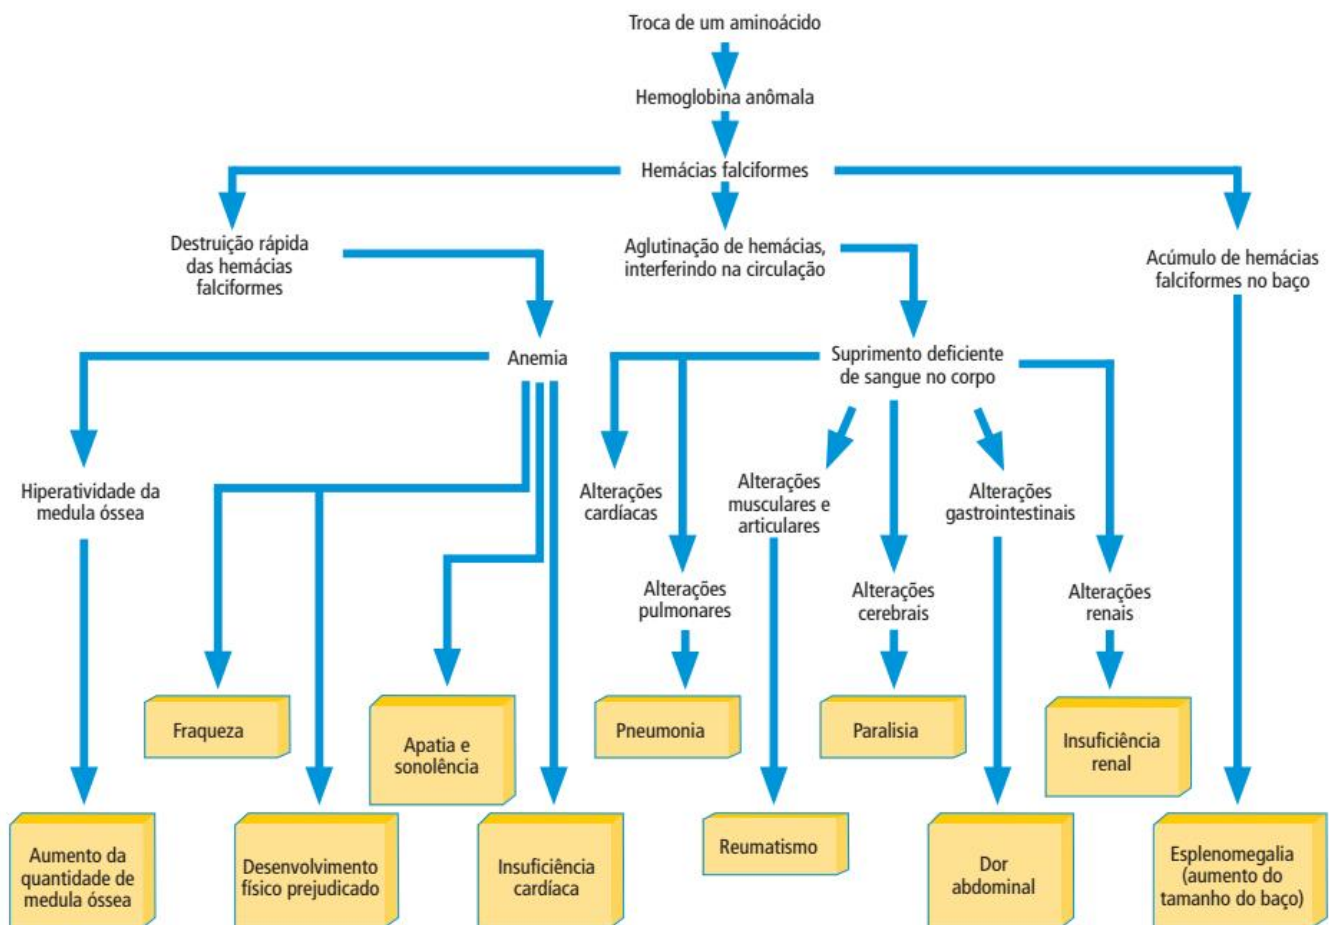 Troca de um aminoácido
Hemoglobina anômala
Hemácias falciformes
Destruição rápida
das hemácias
falciformes
Aglutinação de hemácias,
interferindo na circulação
Acúmulo de hemácias
falciformes no baço
Anemia
Suprimento deficiente
de sangue no corpo
Hiperatividade da
medula óssea
Alterações
cardíacas
Alterações
musculares e
articulares
Alterações
gastrointestinais
Alterações
pulmonares
Alterações
cerebrais
Alterações
renais
Fraqueza
Apatia e
sonolência
Pneumonia
Paralisia
Insuficiência
renal
Aumento da
quantidade de
medula óssea
Desenvolvimento
físico prejudicado
Insuficiência
cardíaca
Reumatismo
Dor
abdominal
Esplenomegalia
(aumento do
tamanho do baço)